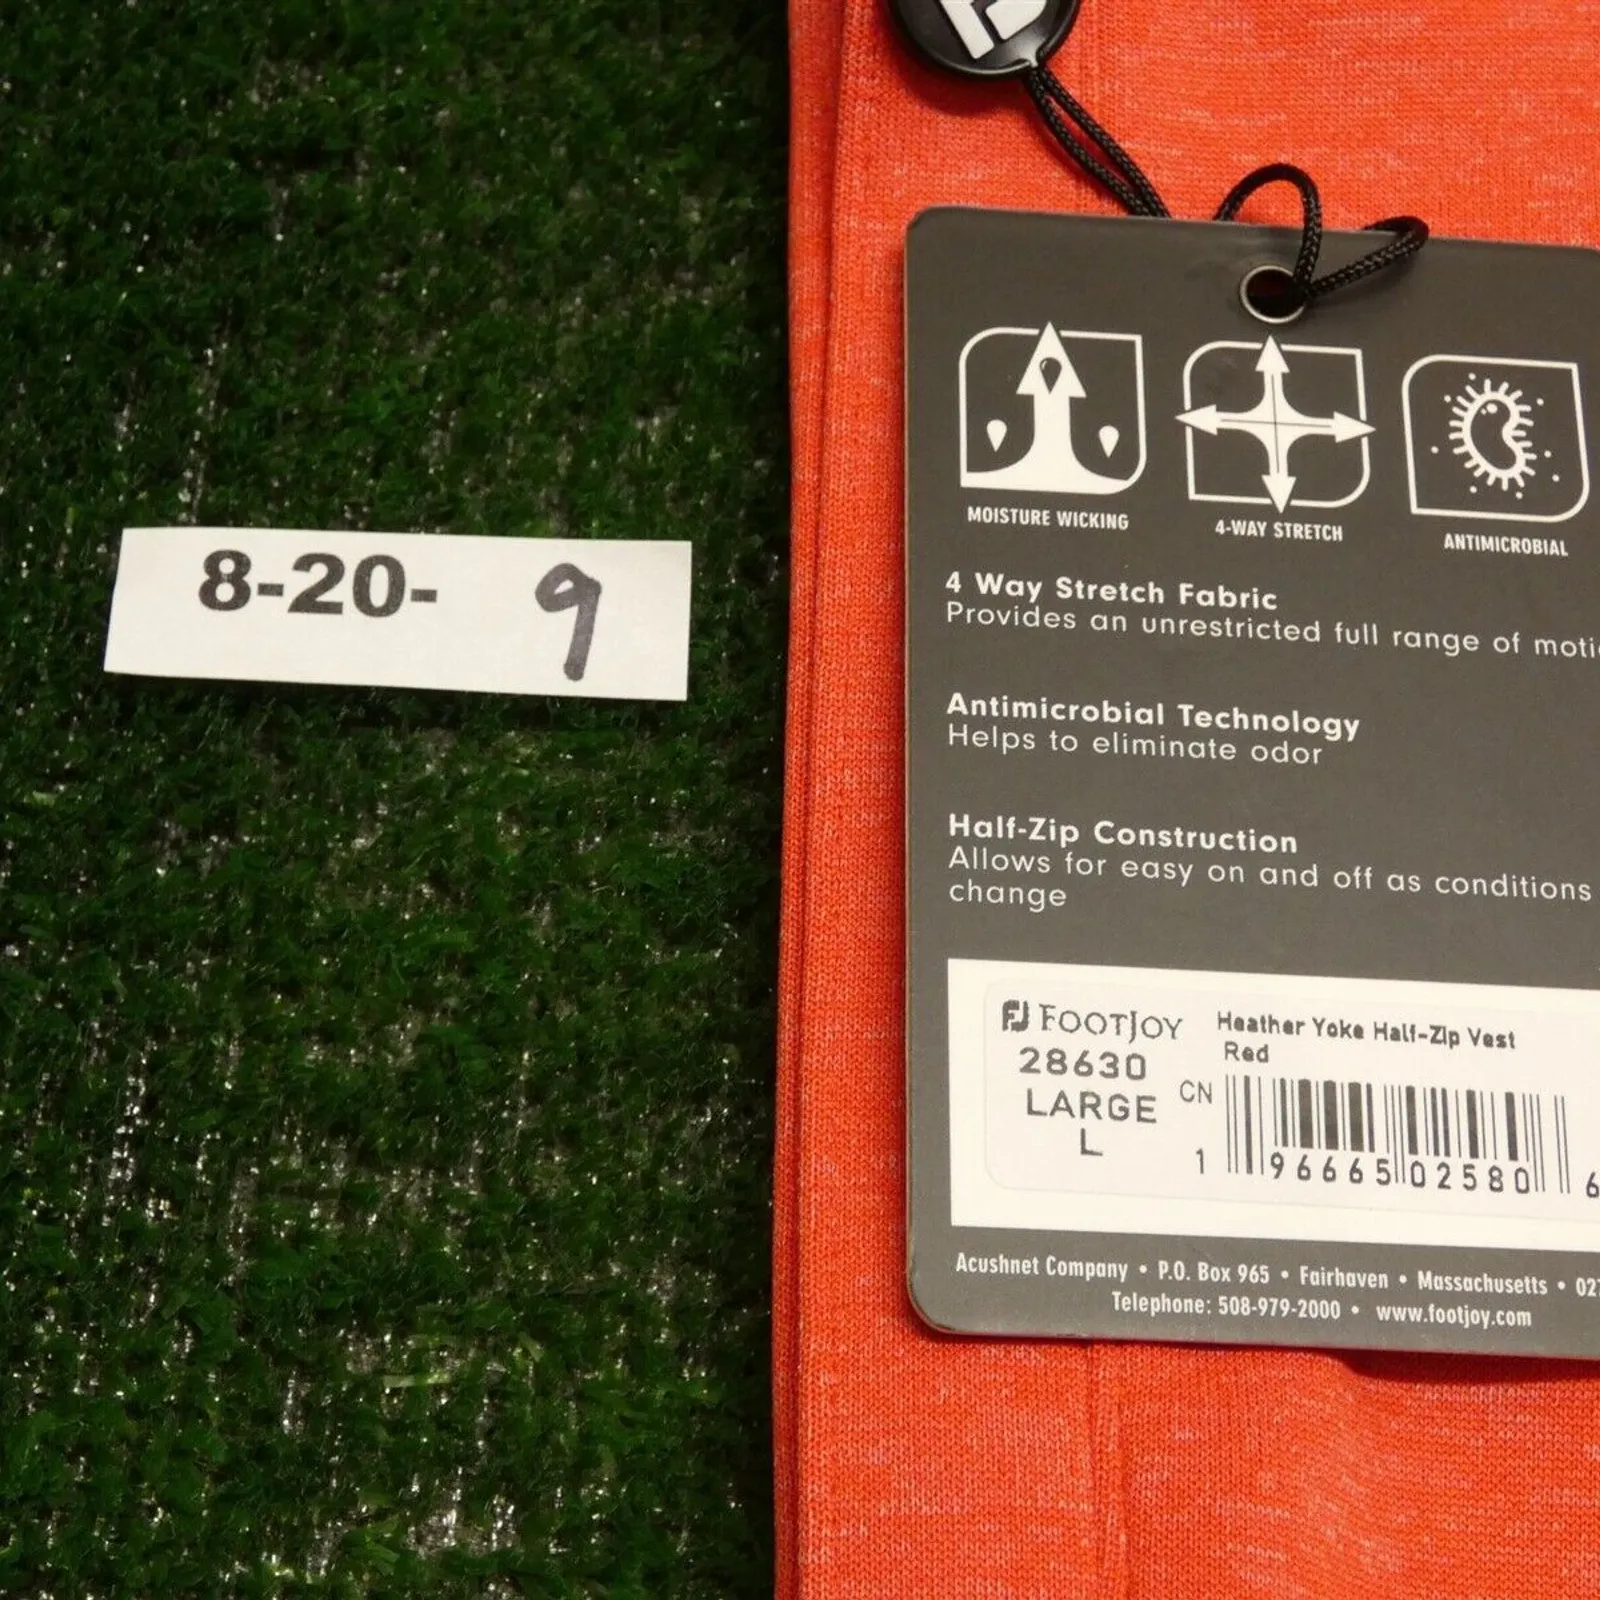 8-20- 9
MOISTURE WICKING
4-WAY STRETCH
ANTIMICROBIAL
4 Way Stretch Fabric
Provides an unrestricted full range of moti
Antimicrobial Technology
Helps to eliminate odor
Half-Zip Construction
Allows for easy on and off as conditions
change
FJ FOOTJOY
28630
LARGE
L
Heather Yoke Half-Zip Vest
Red
CN
1 96665 02580 6
Acushnet Company • P.O. Box 965 • Fairhaven • Massachusetts • 027
Telephone: 508-979-2000 • www.footjoy.com